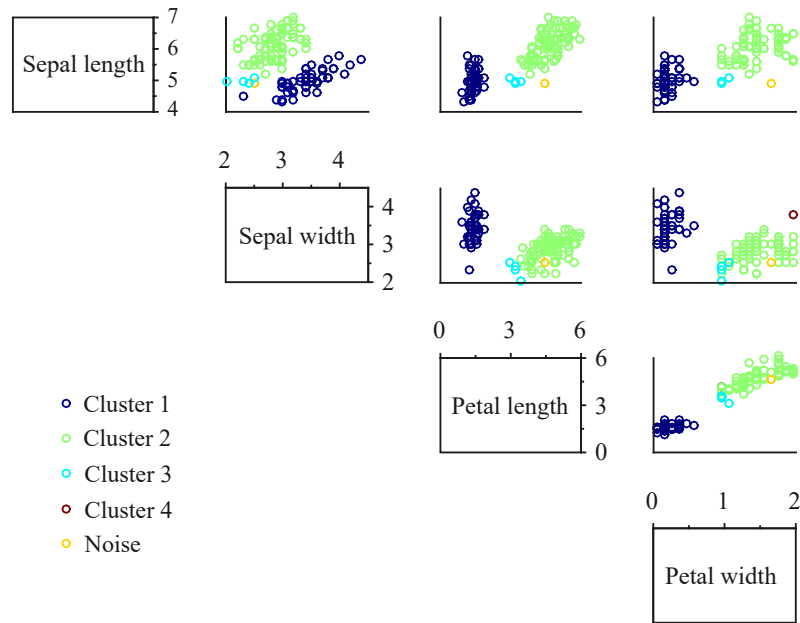 7
6
5
4
Sepal length
2 3 4
Sepal width
4
3
2
0 3 6
Petal length
6
3
0
Cluster 1
Cluster 2
Cluster 3
Cluster 4
Noise
0 1 2
Petal width